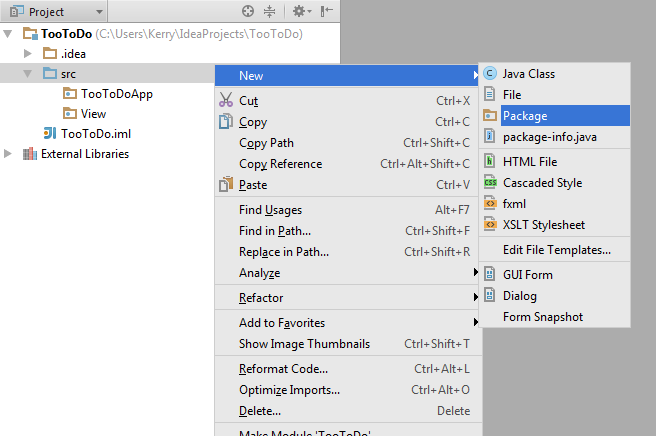 Project
TooToDo (C:\Users\Kerry\IdeaProjects\TooToDo)
.idea
src
TooToDoApp
View
TooToDo.iml
External Libraries
New
Cut Ctrl+X
Copy Ctrl+C
Copy Path Ctrl+Shift+C
Copy Reference Ctrl+Alt+Shift+C
Paste Ctrl+V
Find Usages Alt+F7
Find in Path... Ctrl+Shift+F
Replace in Path... Ctrl+Shift+R
Analyze
Refactor
Add to Favorites
Show Image Thumbnails Ctrl+Shift+T
Reformat Code... Ctrl+Alt+L
Optimize Imports... Ctrl+Alt+O
Delete... Delete
Make Module 'TooToDo'
Java Class
File
Package
package-info.java
HTML File
Cascaded Style
fxml
XSLT Stylesheet
Edit File Templates...
GUI Form
Dialog
Form Snapshot